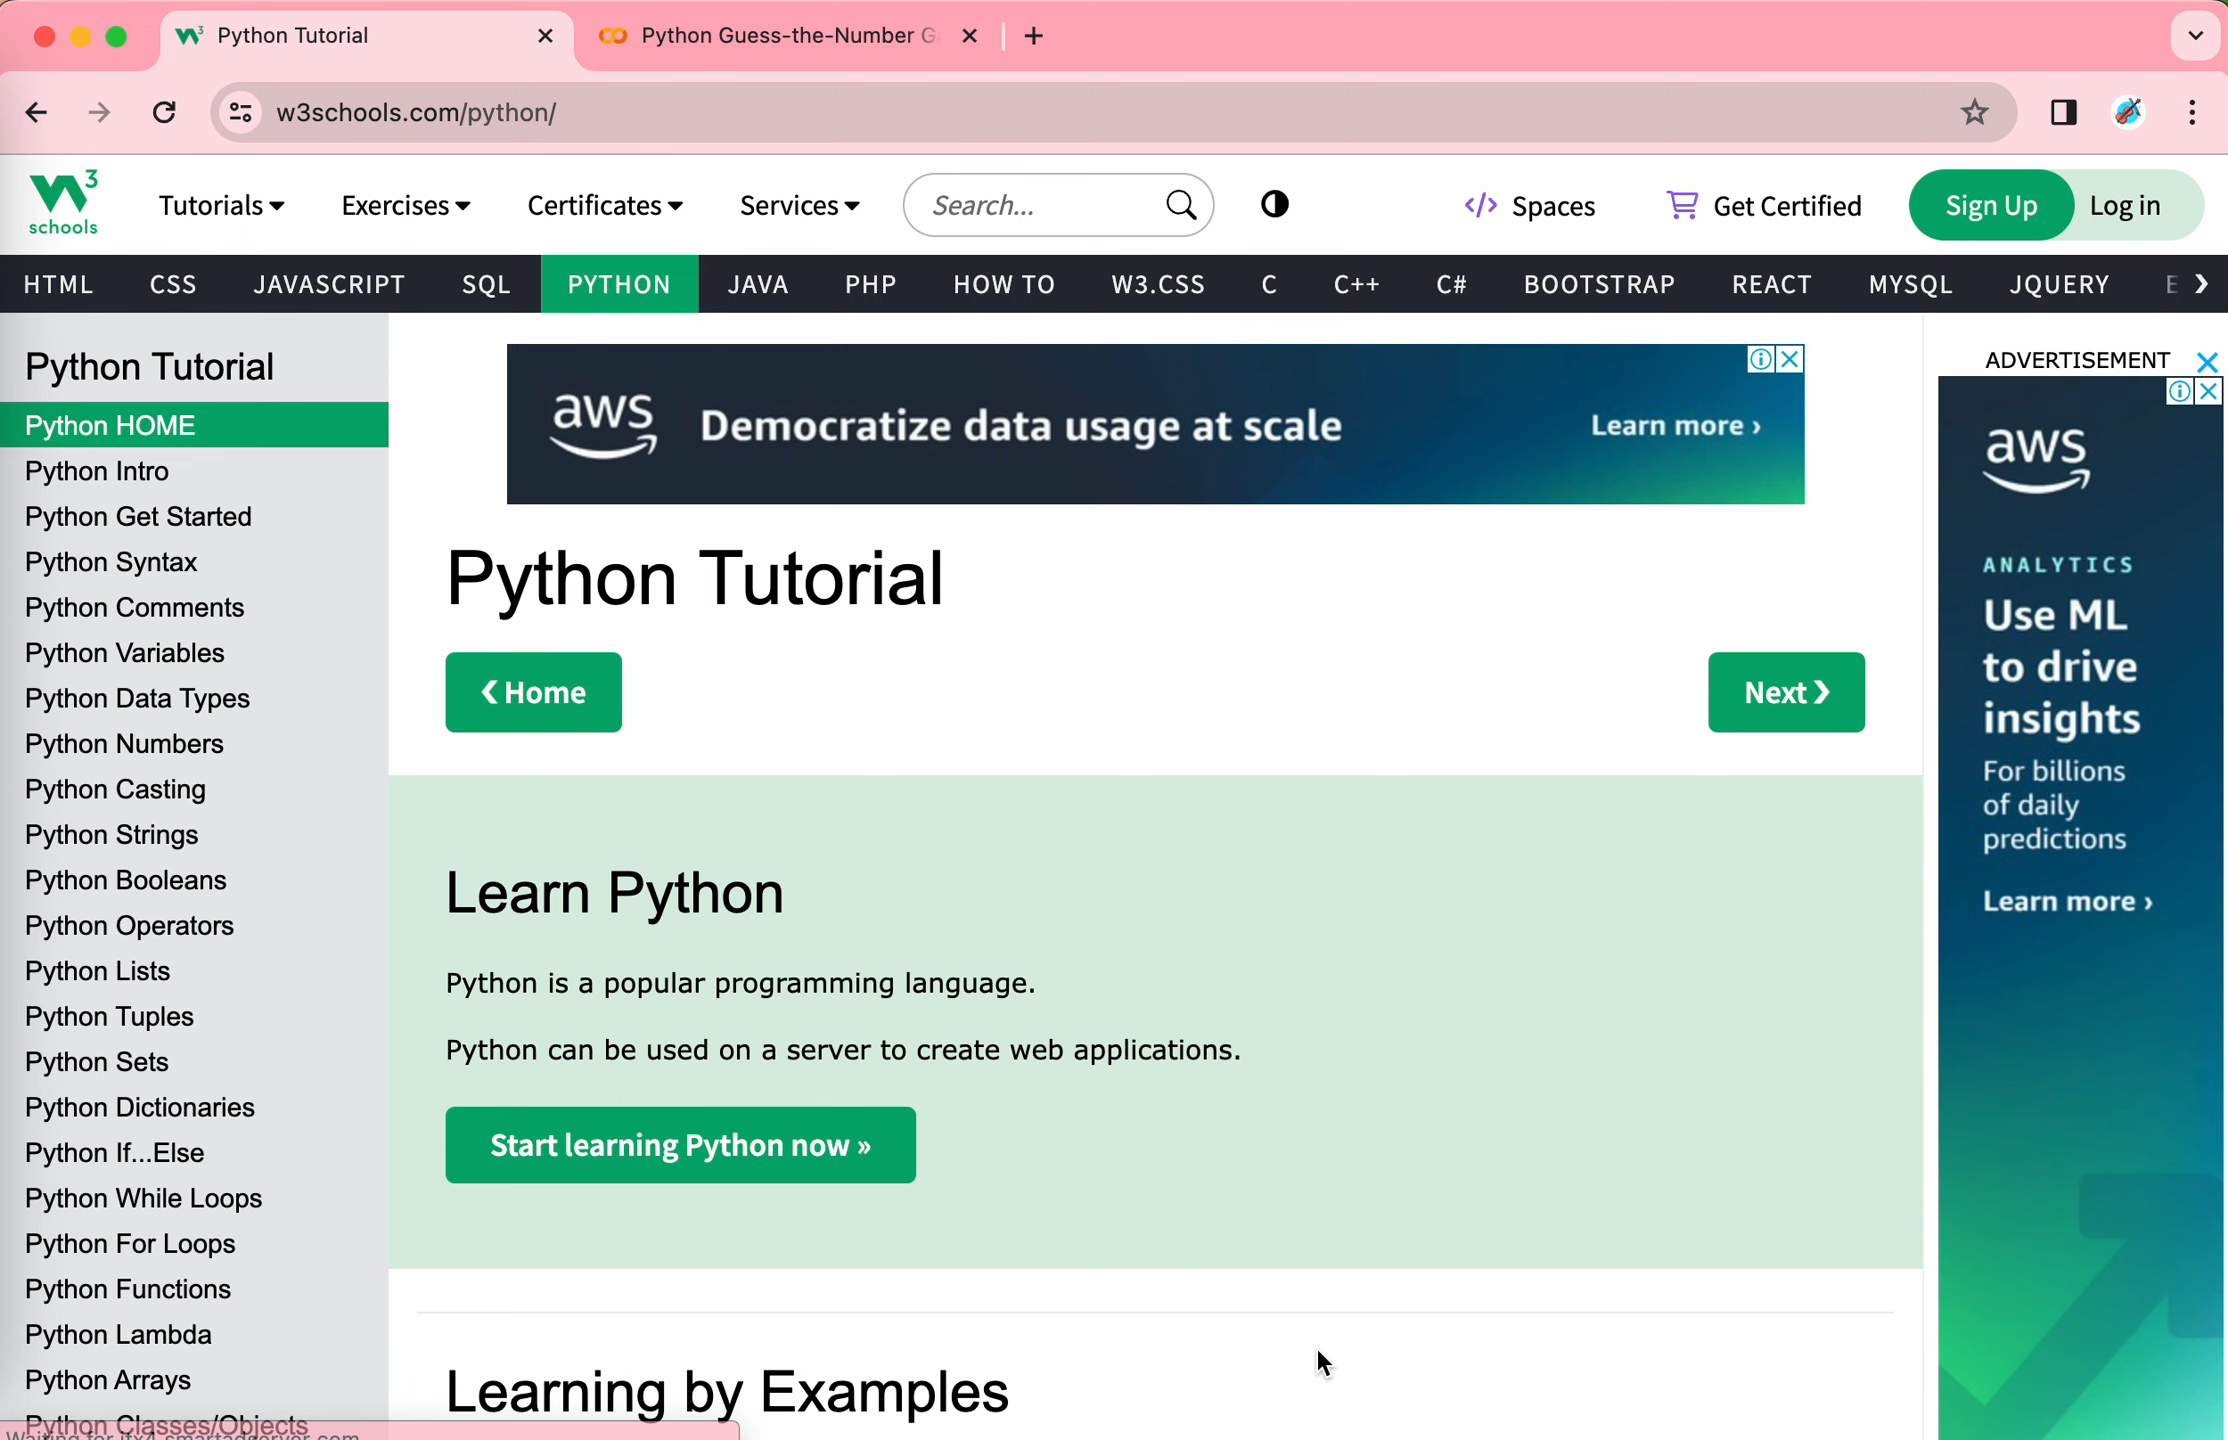 Python Tutorial
Python Guess-the-Number G
w3schools.com/python/
W3 schools
Tutorials
Exercises
Certificates
Services
Search...
Spaces
Get Certified
Sign Up
Log in
HTML CSS JAVASCRIPT SQL PYTHON JAVA PHP HOW TO W3.CSS C C++ C# BOOTSTRAP REACT MYSQL JQUERY E ❯
Python Tutorial
Python HOME
Python Intro
Python Get Started
Python Syntax
Python Comments
Python Variables
Python Data Types
Python Numbers
Python Casting
Python Strings
Python Booleans
Python Operators
Python Lists
Python Tuples
Python Sets
Python Dictionaries
Python If...Else
Python While Loops
Python For Loops
Python Functions
Python Lambda
Python Arrays
Python Classes/Objects
aws
Democratize data usage at scale
Learn more ›
Python Tutorial
❮ Home
Next ❯
Learn Python
Python is a popular programming language.
Python can be used on a server to create web applications.
Start learning Python now »
Learning by Examples
ADVERTISEMENT
aws
ANALYTICS
Use ML
to drive
insights
For billions
of daily
predictions
Learn more ›